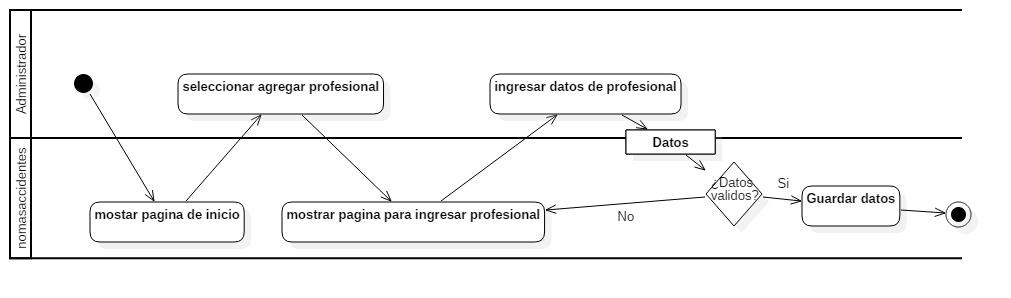 Administrador
seleccionar agregar profesional
ingresar datos de profesional
Datos
nomasaccidentes
mostar pagina de inicio
mostrar pagina para ingresar profesional
No
¿Datos
validos?
Si
Guardar datos